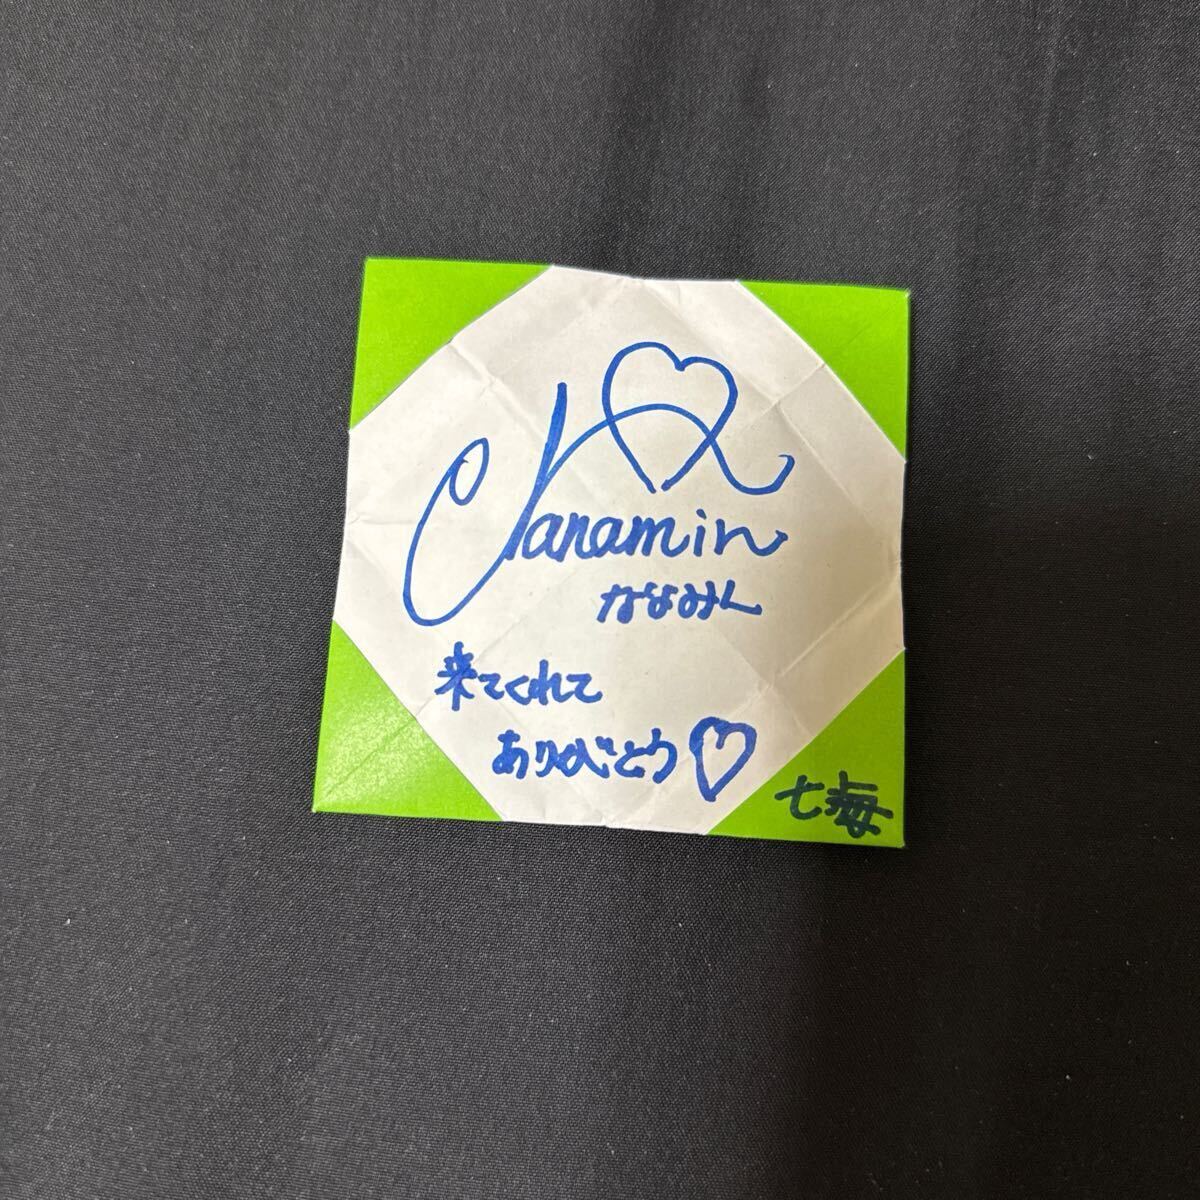 Nanamin
ななみん
来てくれて
ありがとう♡
七海